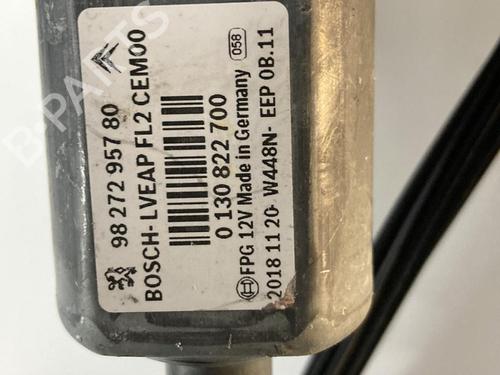 98 272 957 80
BOSCH-LVEAP FL2 CEM00
0 130 822 700
058
FPG 12V Made in Germany
2018 11 20 W448N- EEP 0B.11
B-PARTS